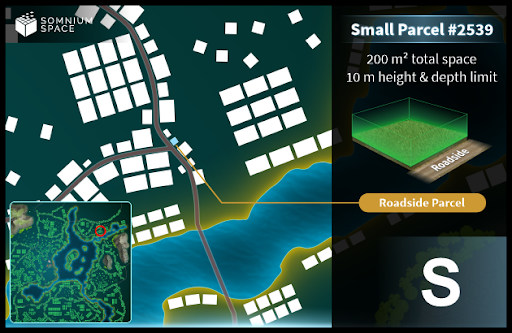 SOMNIUM
SPACE
Small Parcel #2539
200 m² total space
10 m height & depth limit
Roadside
Roadside Parcel
S